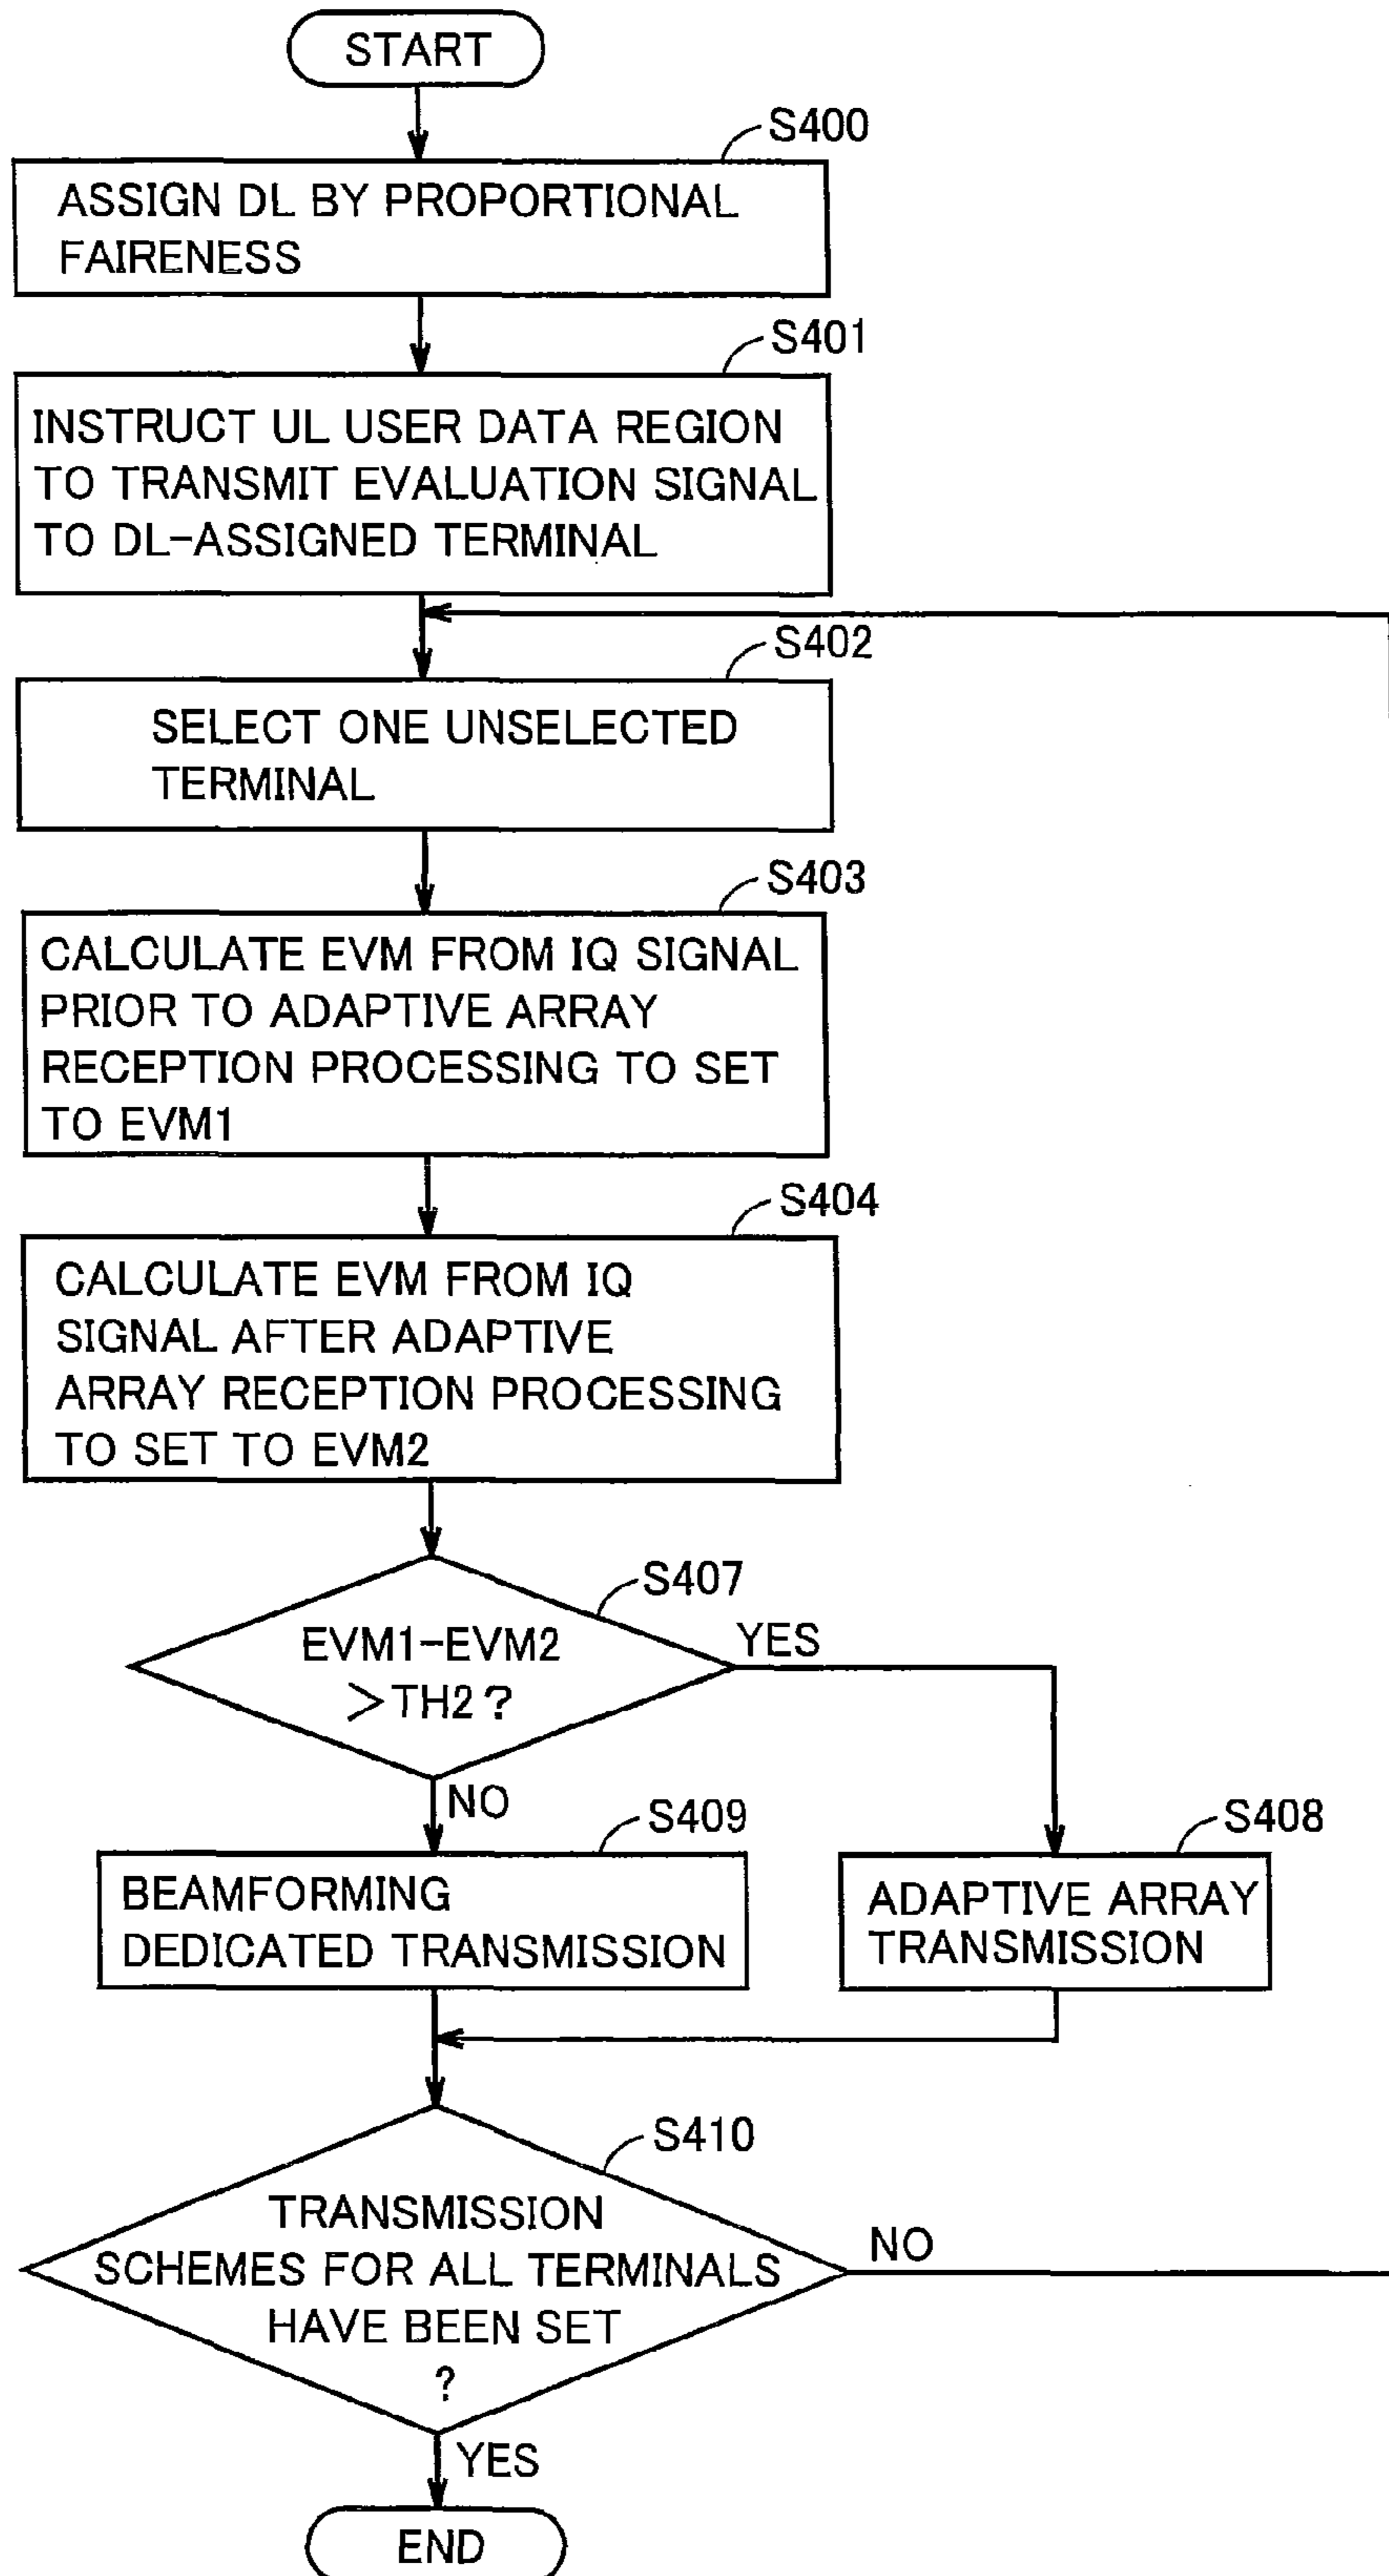 START
S400
ASSIGN DL BY PROPORTIONAL
FAIRENESS
S401
INSTRUCT UL USER DATA REGION
TO TRANSMIT EVALUATION SIGNAL
TO DL-ASSIGNED TERMINAL
S402
SELECT ONE UNSELECTED
TERMINAL
S403
CALCULATE EVM FROM IQ SIGNAL
PRIOR TO ADAPTIVE ARRAY
RECEPTION PROCESSING TO SET
TO EVM1
S404
CALCULATE EVM FROM IQ
SIGNAL AFTER ADAPTIVE
ARRAY RECEPTION PROCESSING
TO SET TO EVM2
S407
EVM1-EVM2
>TH2?
YES
NO
S409
BEAMFORMING
DEDICATED TRANSMISSION
S408
ADAPTIVE ARRAY
TRANSMISSION
S410
TRANSMISSION
SCHEMES FOR ALL TERMINALS
HAVE BEEN SET
?
NO
YES
END